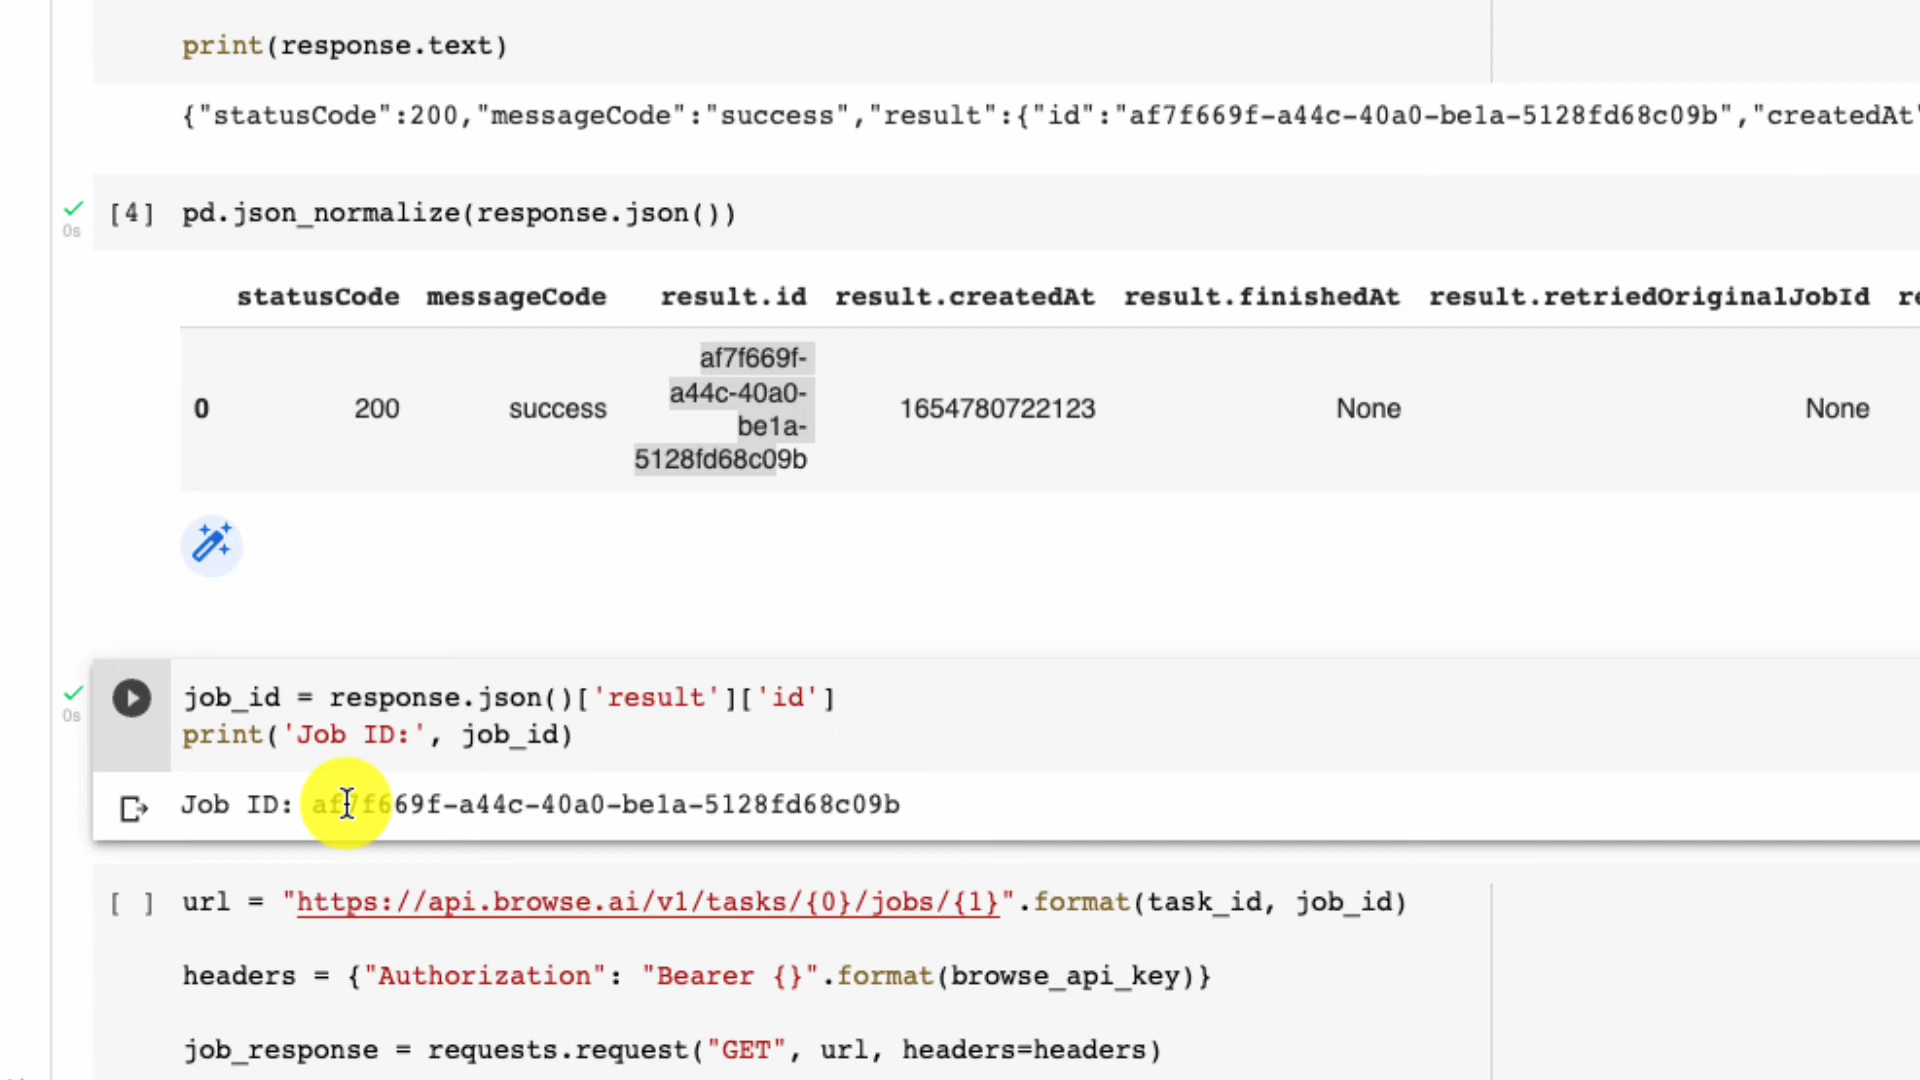 print(response.text)
{"statusCode":200,"messageCode":"success","result":{"id":"af7f669f-a44c-40a0-be1a-5128fd68c09b","createdAt"
[4] pd.json_normalize(response.json())
0s
statusCode messageCode result.id result.createdAt result.finishedAt result.retriedOriginalJobId re
af7f669f-
a44c-40a0-
0 200 success be1a- 1654780722123 None None
5128fd68c09b
job_id = response.json()['result']['id']
0s
print('Job ID:', job_id)
Job ID: af7f669f-a44c-40a0-be1a-5128fd68c09b
[ ] url = "https://api.browse.ai/v1/tasks/{0}/jobs/{1}".format(task_id, job_id)
headers = {"Authorization": "Bearer {}".format(browse_api_key)}
job_response = requests.request("GET", url, headers=headers)